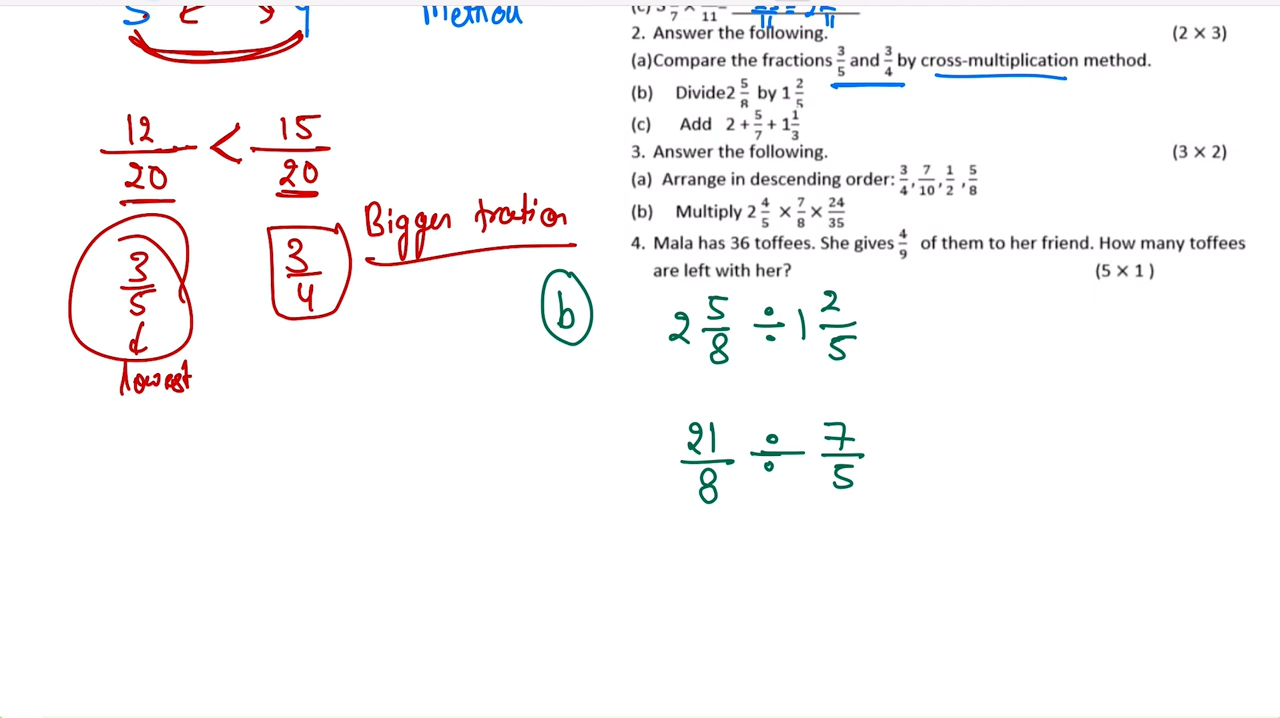 Method
12/20 < 15/20
3/5
3/4
Bigger fraction
lowest
2. Answer the following. (2 × 3)
(a)Compare the fractions 3/5 and 3/4 by cross-multiplication method.
(b) Divide2 5/8 by 1 2/5
(c) Add 2 + 5/7 + 1 1/3
3. Answer the following. (3 × 2)
(a) Arrange in descending order: 3/4, 7/10, 1/2, 5/8
(b) Multiply 2 4/5 × 7/8 × 24/35
4. Mala has 36 toffees. She gives 4/9 of them to her friend. How many toffees
are left with her? (5 × 1 )
b
2 5/8 ÷ 1 2/5
21/8 ÷ 7/5